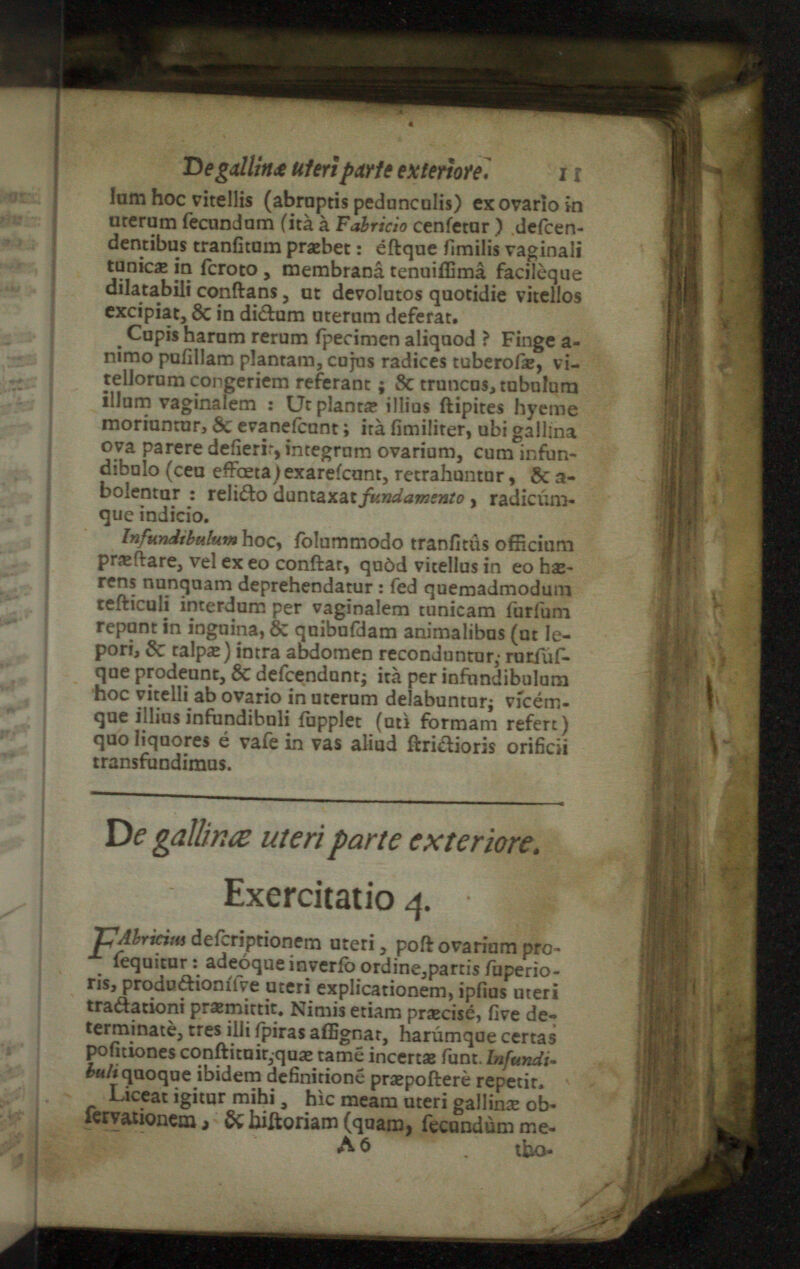 De gallinæ uteri parte exteriore. 11
lum hoc vitellis (abruptis pedunculis) ex ovario in
uterum ſecundum (ità à Fabricio cenſetur) deſcen-
dentibus tranſitum præbet: éſtque ſimilis vaginali
tunicæ in ſcroto, membranâ tenuiſſimâ facilèque
dilatabili conſtans, ut devolutos quotidie vitellos
excipiat, & in dictum uterum deferat.
Cupis harum rerum ſpecimen aliquod? Finge a-
nimo puſillam plantam, cujus radices tuberoſæ, vi-
tellorum congeriem referant; & truncus, tubulum
illum vaginalem: Ut plantæ illius ſtipites hyeme
moriuntur, & evaneſcunt; ità ſimiliter, ubi gallina
ova parere deſierit, integrum ovarium, cum infun-
dibulo (ceu effœta) exareſcunt, retrahuntur, & a-
bolentur: relicto duntaxat fundamento, radicúm-
que indicio.
Infundibulum hoc, ſolummodo tranſitûs officium
præſtare, vel ex eo conſtat, quòd vitellus in eo hæ-
rens nunquam deprehendatur: ſed quemadmodum
teſticuli interdum per vaginalem tunicam ſurſum
repunt in inguina, & quibuſdam animalibus (ut le-
pori, & talpæ) intra abdomen reconduntur; rurſúſ-
que prodeunt, & deſcendunt; ità per infundibulum
hoc vitelli ab ovario in uterum delabuntur; vícém-
que illius infundibuli ſupplet (utì formam refert)
quo liquores é vaſe in vas aliud ſtrictioris orificii
transfundimus.
De gallinæ uteri parte exteriore.
Exercitatio 4.
FAbricius deſcriptionem uteri, poſt ovarium pro-
ſequitur: adeóque inverſo ordine, partis ſuperio-
ris, productioníſve uteri explicationem, ipſius uteri
tractationi præmittit. Nimis etiam præcisé, ſive de-
terminatè, tres illi ſpiras aſſignat, harúmque certas
poſitiones conſtituit; quæ tamē incertæ ſunt. Infundi-
buli quoque ibidem definitionē præpoſterè repetit.
Liceat igitur mihi, hìc meam uteri gallinæ ob-
ſervationem, & hiſtoriam (quam, ſecundùm me-
A 6 tho-